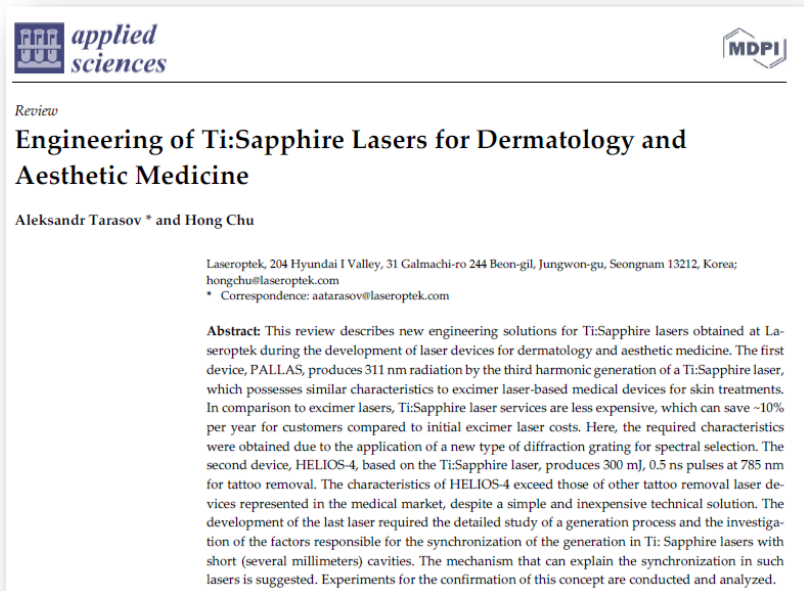 applied
sciences
MDPI
Review
Engineering of Ti:Sapphire Lasers for Dermatology and
Aesthetic Medicine
Aleksandr Tarasov * and Hong Chu
Laseroptek, 204 Hyundai I Valley, 31 Galmachi-ro 244 Beon-gil, Jungwon-gu, Seongnam 13212, Korea;
hongchu@laseroptek.com
* Correspondence: aatarasov@laseroptek.com
Abstract: This review describes new engineering solutions for Ti:Sapphire lasers obtained at La-
seroptek during the development of laser devices for dermatology and aesthetic medicine. The first
device, PALLAS, produces 311 nm radiation by the third harmonic generation of a Ti:Sapphire laser,
which possesses similar characteristics to excimer laser-based medical devices for skin treatments.
In comparison to excimer lasers, Ti:Sapphire laser services are less expensive, which can save ~10%
per year for customers compared to initial excimer laser costs. Here, the required characteristics
were obtained due to the application of a new type of diffraction grating for spectral selection. The
second device, HELIOS-4, based on the Ti:Sapphire laser, produces 300 mJ, 0.5 ns pulses at 785 nm
for tattoo removal. The characteristics of HELIOS-4 exceed those of other tattoo removal laser de-
vices represented in the medical market, despite a simple and inexpensive technical solution. The
development of the last laser required the detailed study of a generation process and the investiga-
tion of the factors responsible for the synchronization of the generation in Ti: Sapphire lasers with
short (several millimeters) cavities. The mechanism that can explain the synchronization in such
lasers is suggested. Experiments for the confirmation of this concept are conducted and analyzed.